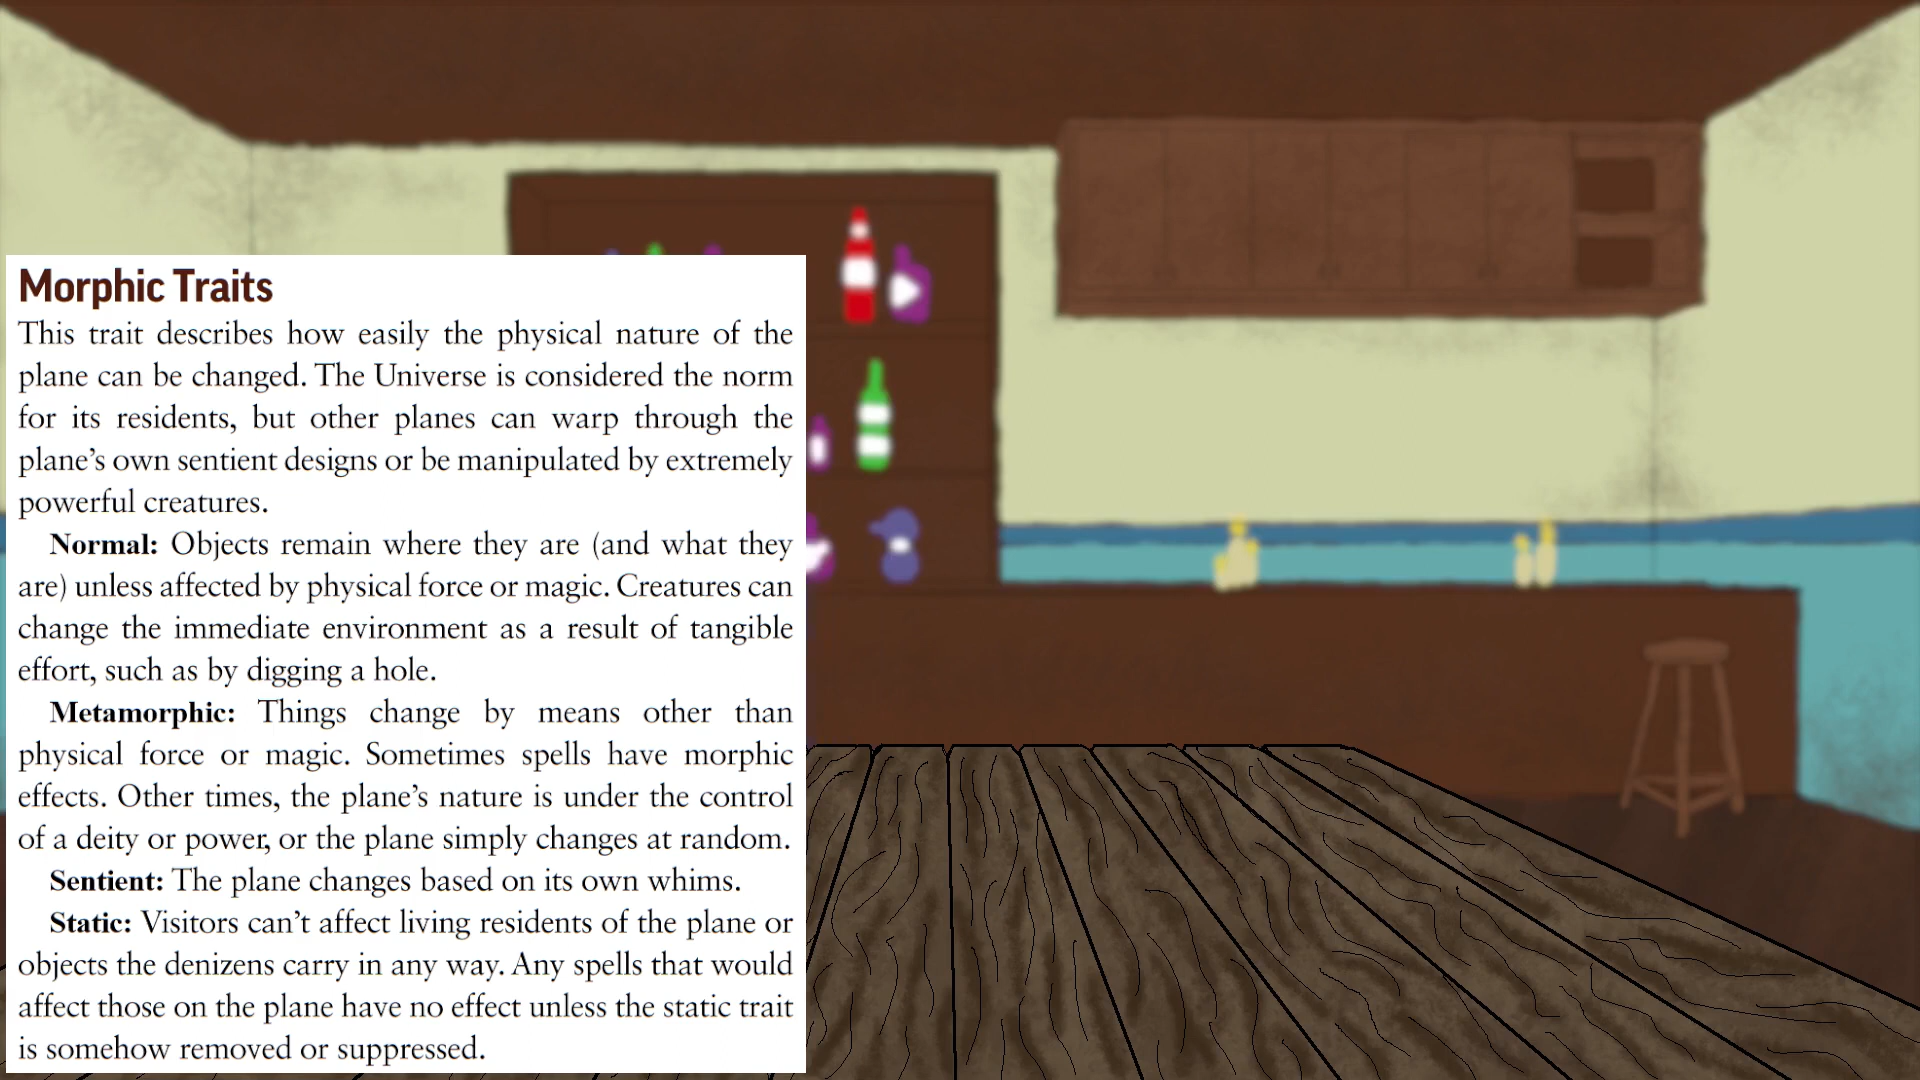 Morphic Traits
This trait describes how easily the physical nature of the
plane can be changed. The Universe is considered the norm
for its residents, but other planes can warp through the
plane’s own sentient designs or be manipulated by extremely
powerful creatures.
Normal: Objects remain where they are (and what they
are) unless affected by physical force or magic. Creatures can
change the immediate environment as a result of tangible
effort, such as by digging a hole.
Metamorphic: Things change by means other than
physical force or magic. Sometimes spells have morphic
effects. Other times, the plane’s nature is under the control
of a deity or power, or the plane simply changes at random.
Sentient: The plane changes based on its own whims.
Static: Visitors can’t affect living residents of the plane or
objects the denizens carry in any way. Any spells that would
affect those on the plane have no effect unless the static trait
is somehow removed or suppressed.